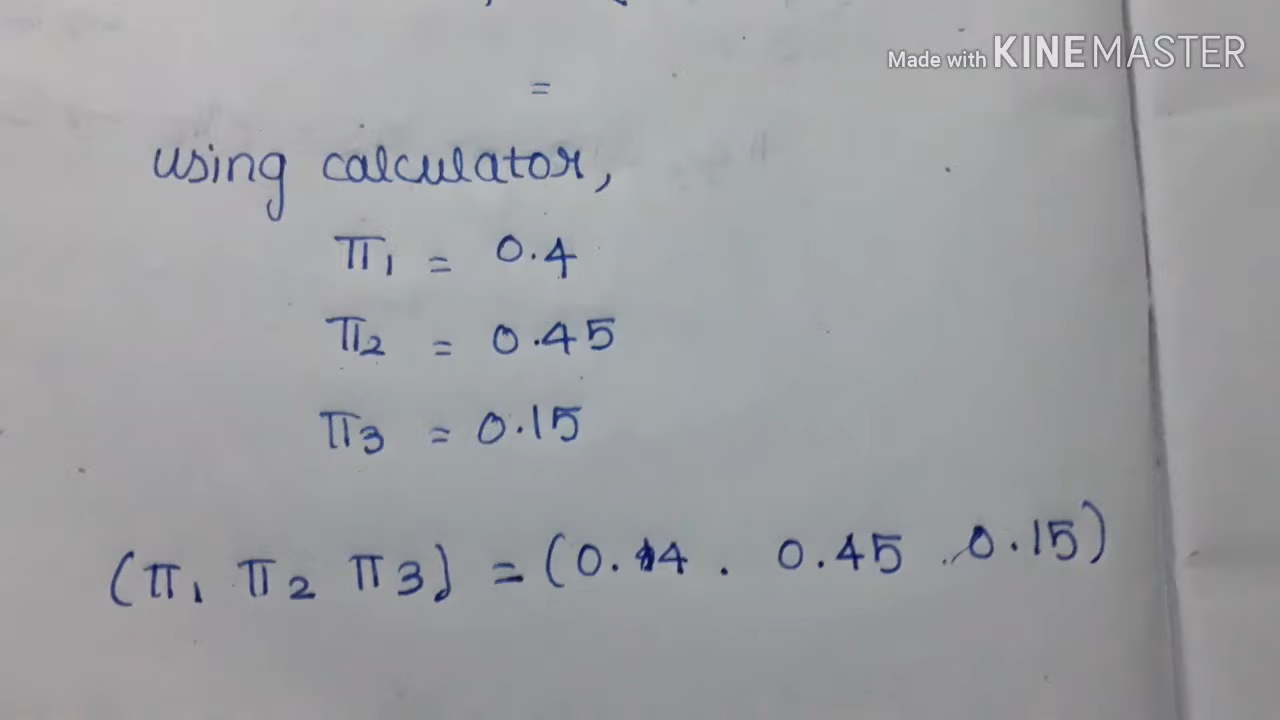 Made with KINEMASTER
=
using calculator,
π1 = 0.4
π2 = 0.45
π3 = 0.15
(π1 π2 π3) = (0.4 . 0.45 . 0.15)